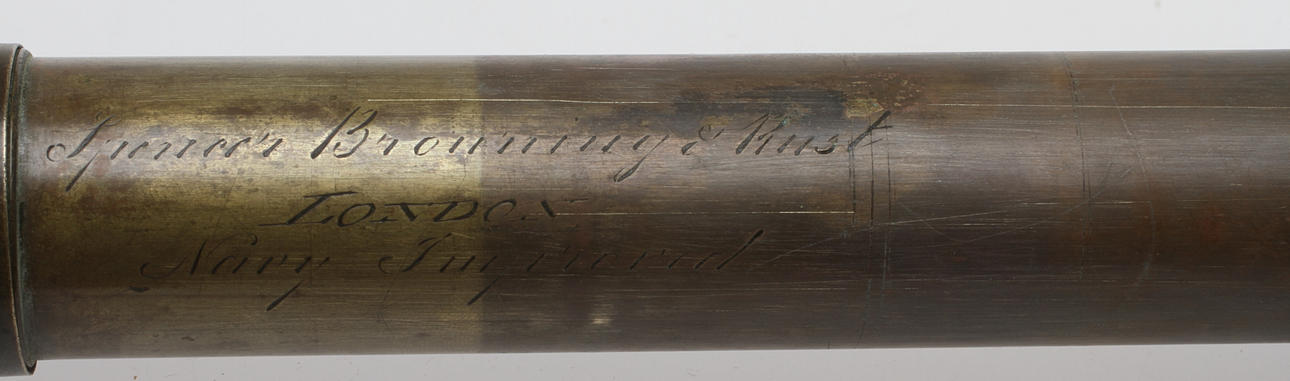 Spencer Browning & Rust
LONDON
Navy Improved